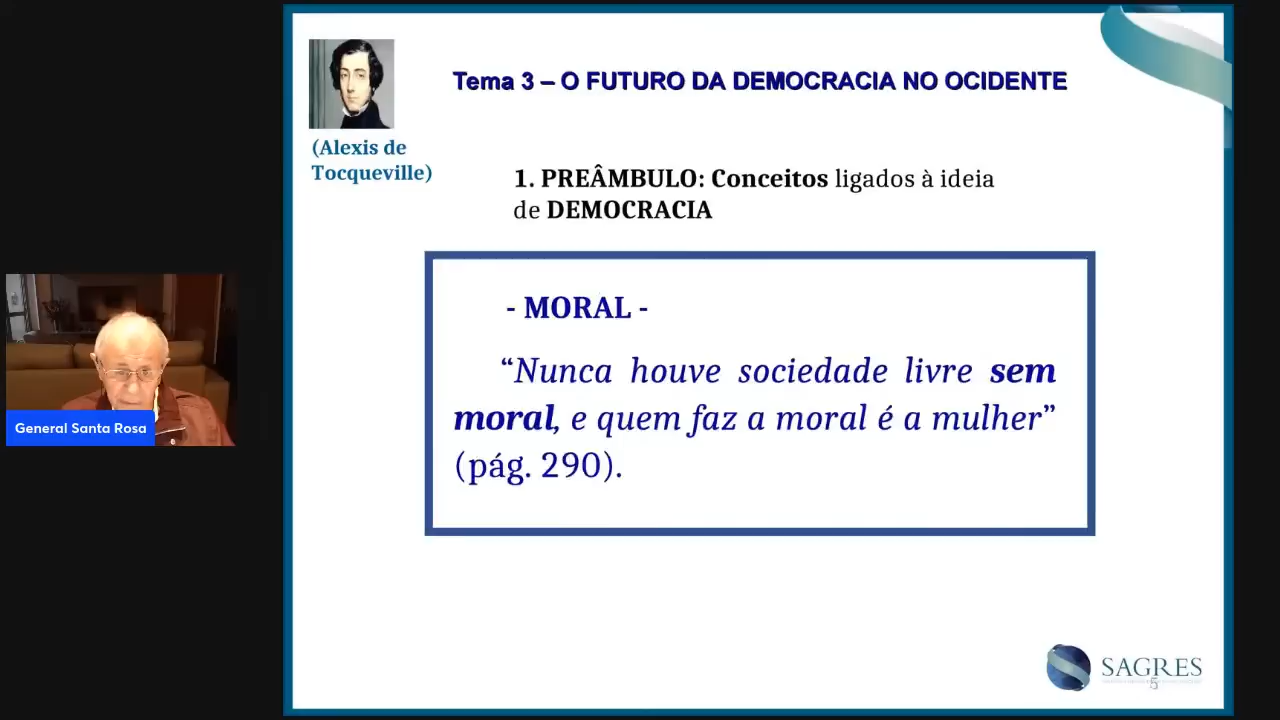 Tema 3 – O FUTURO DA DEMOCRACIA NO OCIDENTE
(Alexis de
Tocqueville)
1. PREÂMBULO: Conceitos ligados à ideia
de DEMOCRACIA
- MORAL -
“Nunca houve sociedade livre sem
moral, e quem faz a moral é a mulher”
(pág. 290).
General Santa Rosa
SAGRES
5